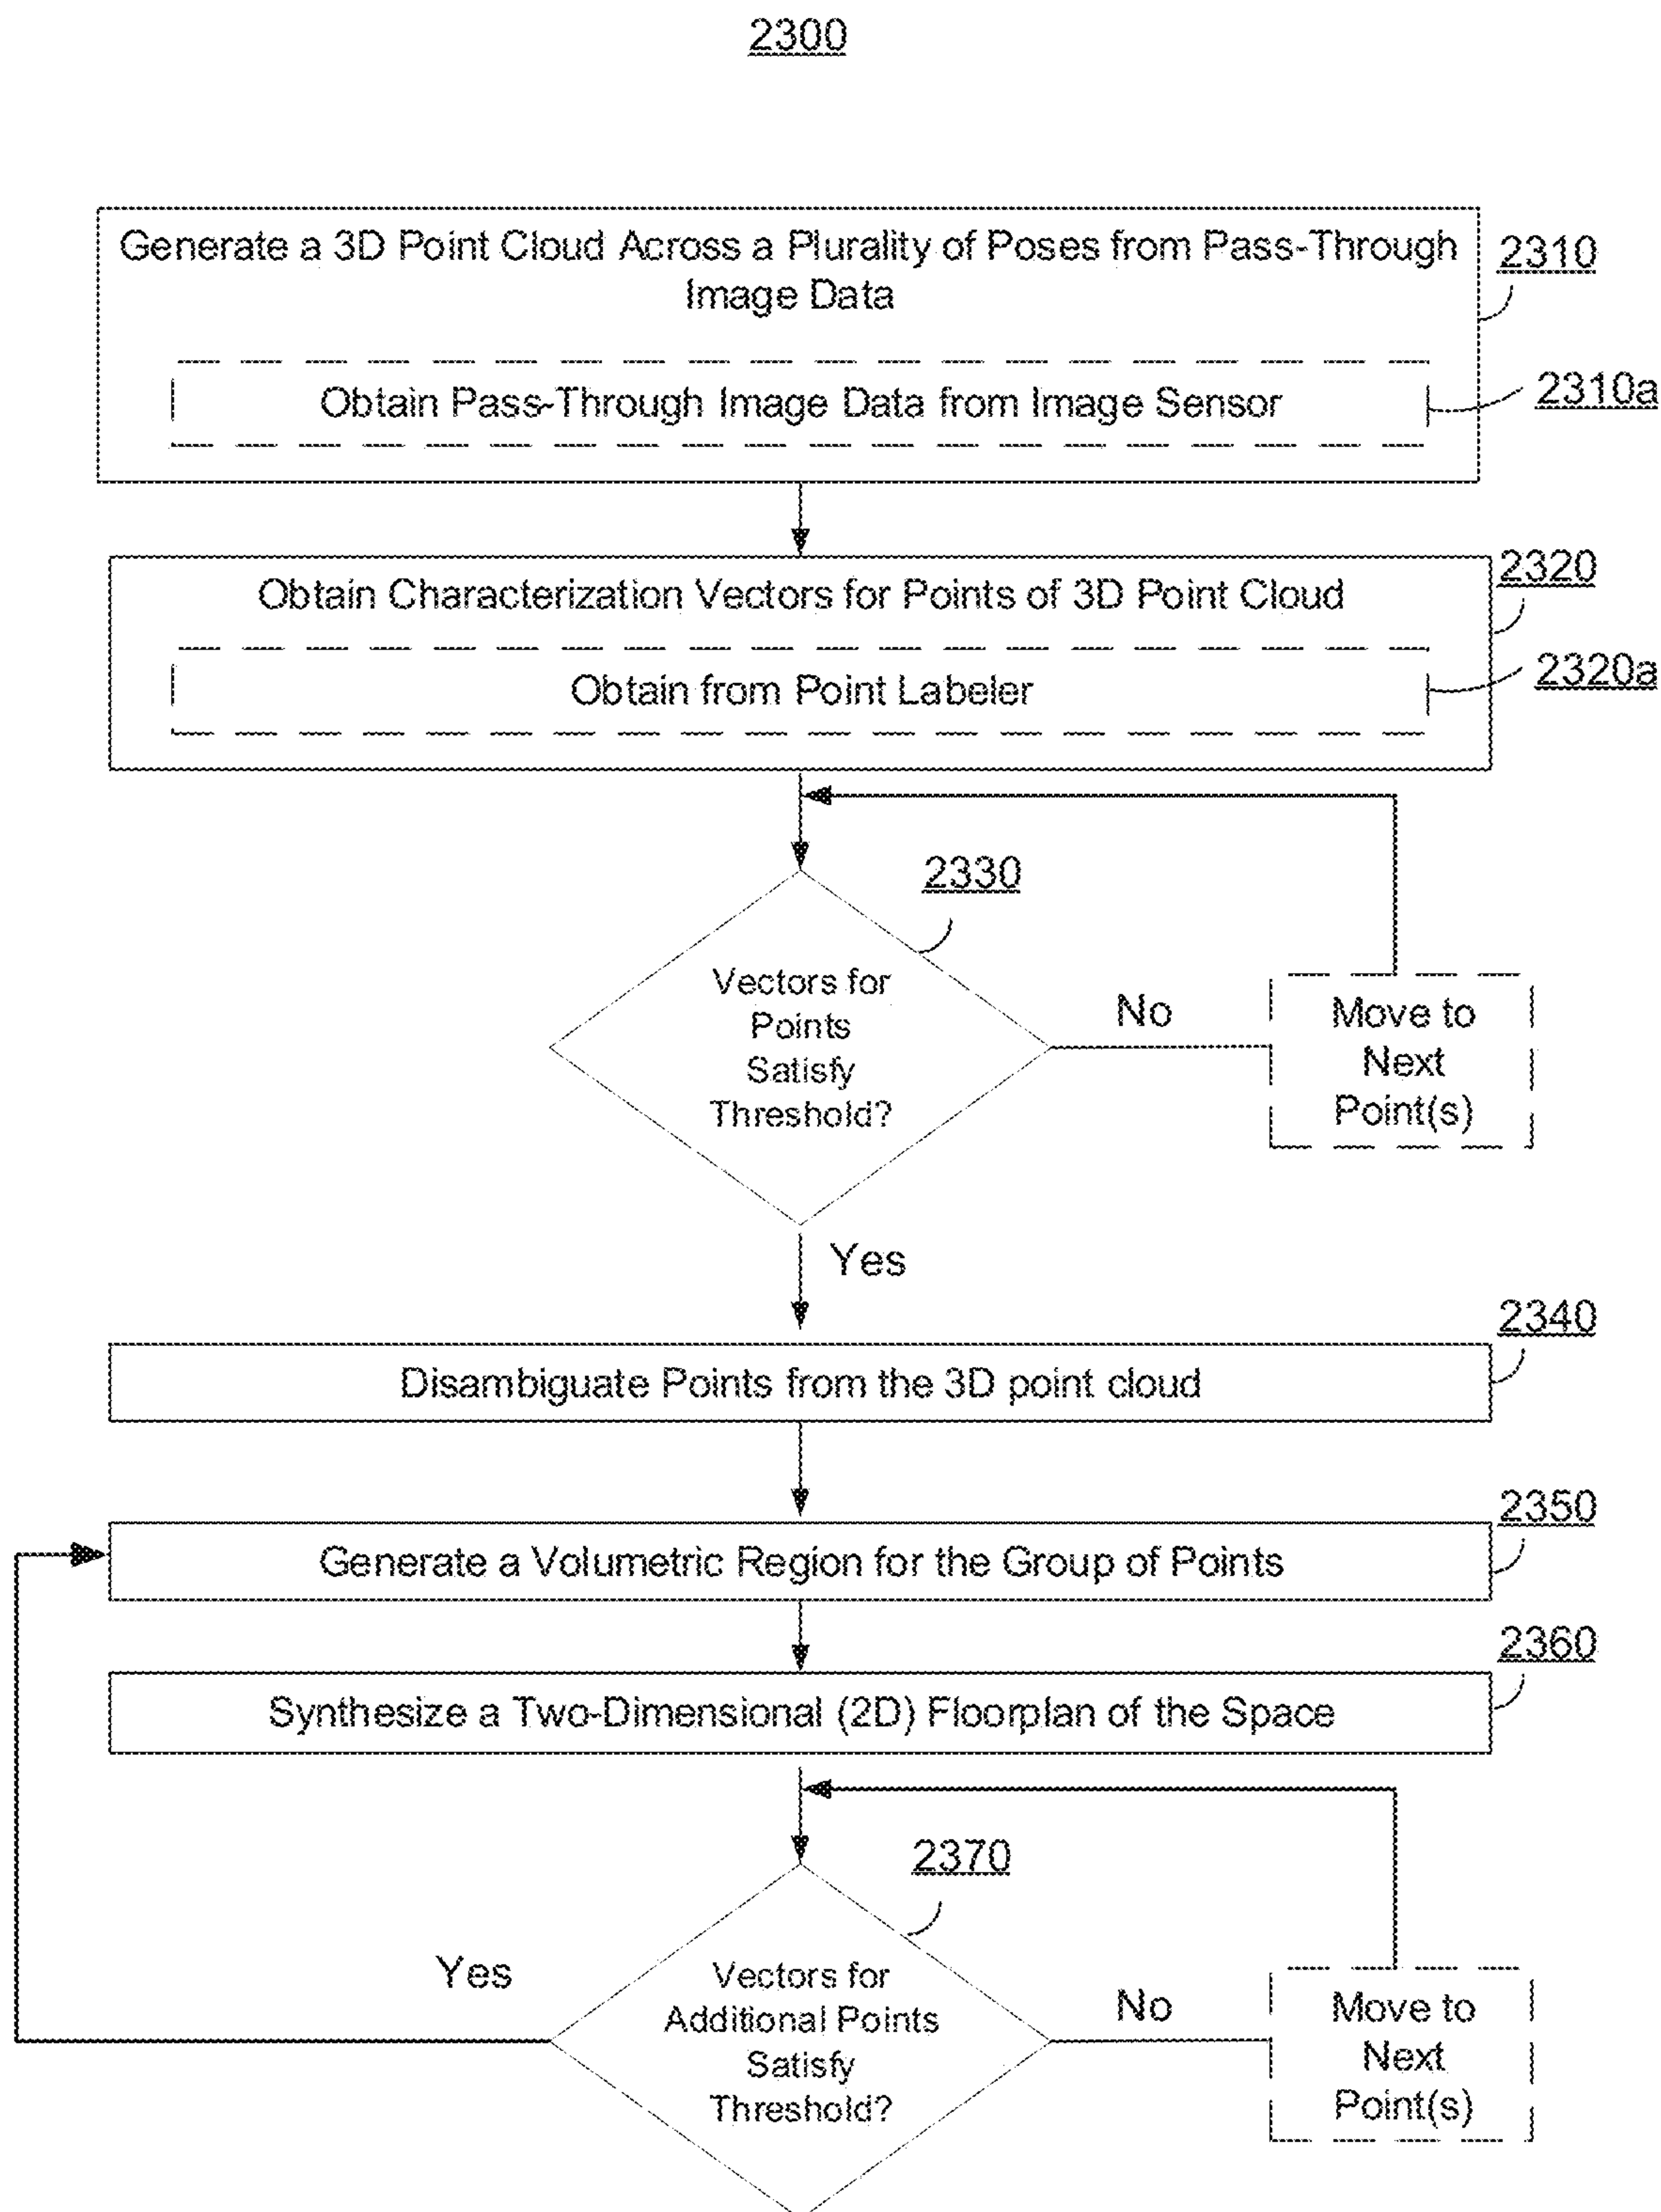 2300
Generate a 3D Point Cloud Across a Plurality of Poses from Pass-Through
Image Data
2310
Obtain Pass-Through Image Data from Image Sensor
2310a
Obtain Characterization Vectors for Points of 3D Point Cloud
2320
Obtain from Point Labeler
2320a
2330
Vectors for
Points
Satisfy
Threshold?
No
Move to
Next
Point(s)
Yes
2340
Disambiguate Points from the 3D point cloud
2350
Generate a Volumetric Region for the Group of Points
2360
Synthesize a Two-Dimensional (2D) Floorplan of the Space
2370
Yes
Vectors for
Additional Points
Satisfy
Threshold?
No
Move to
Next
Point(s)